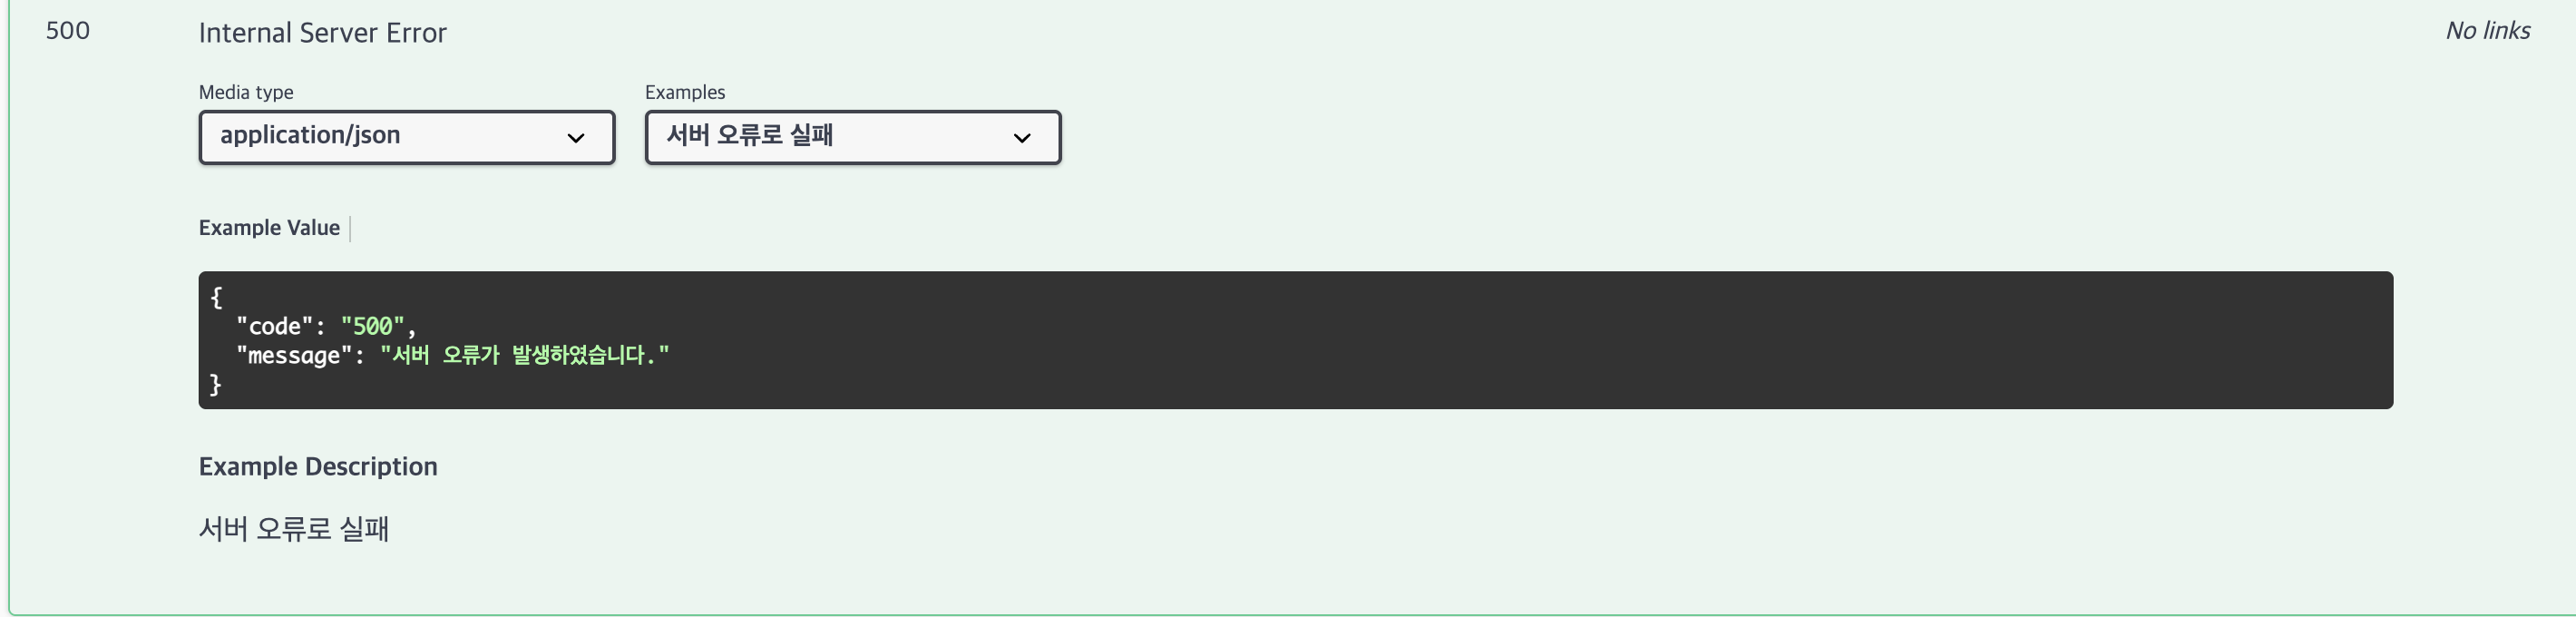 500 Internal Server Error No links
Media type Examples
application/json 서버 오류로 실패
Example Value
{
"code": "500",
"message": "서버 오류가 발생하였습니다."
}
Example Description
서버 오류로 실패